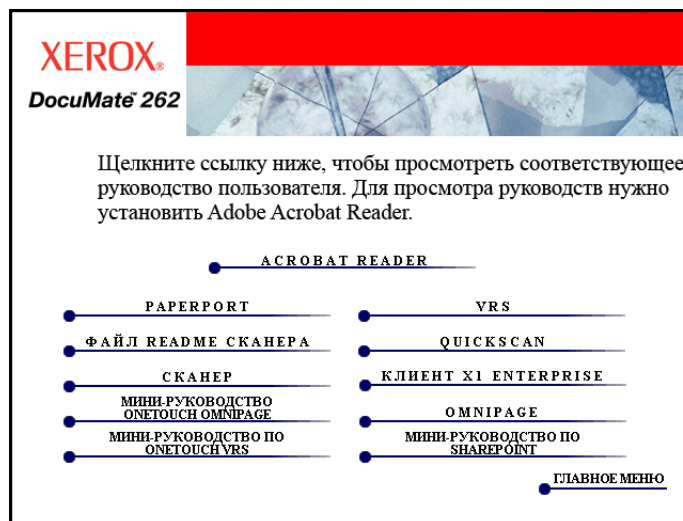 XEROX®
DocuMate™ 262
Щелкните ссылку ниже, чтобы просмотреть соответствующее
руководство пользователя. Для просмотра руководств нужно
установить Adobe Acrobat Reader.
ACROBAT READER
PAPERPORT
VRS
ФАЙЛ README СКАНЕРА
QUICKSCAN
СКАНЕР
КЛИЕНТ X1 ENTERPRISE
МИНИ-РУКОВОДСТВО
ONETOUCH OMNIPAGE
OMNIPAGE
МИНИ-РУКОВОДСТВО ПО
ONETOUCH VRS
МИНИ-РУКОВОДСТВО ПО
SHAREPOINT
ГЛАВНОЕ МЕНЮ